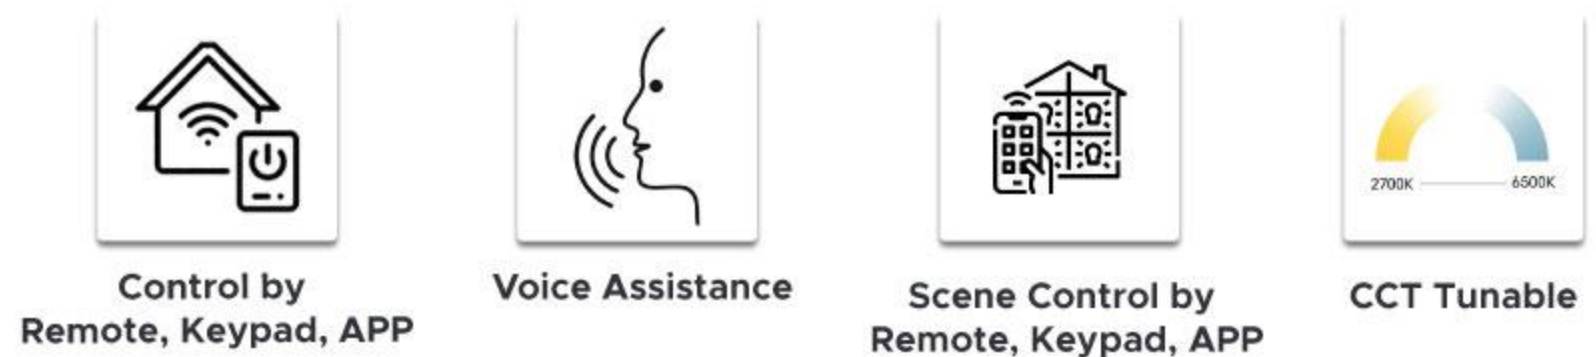 Control by
Remote, Keypad, APP
Voice Assistance
Scene Control by
Remote, Keypad, APP
2700K
6500K
CCT Tunable